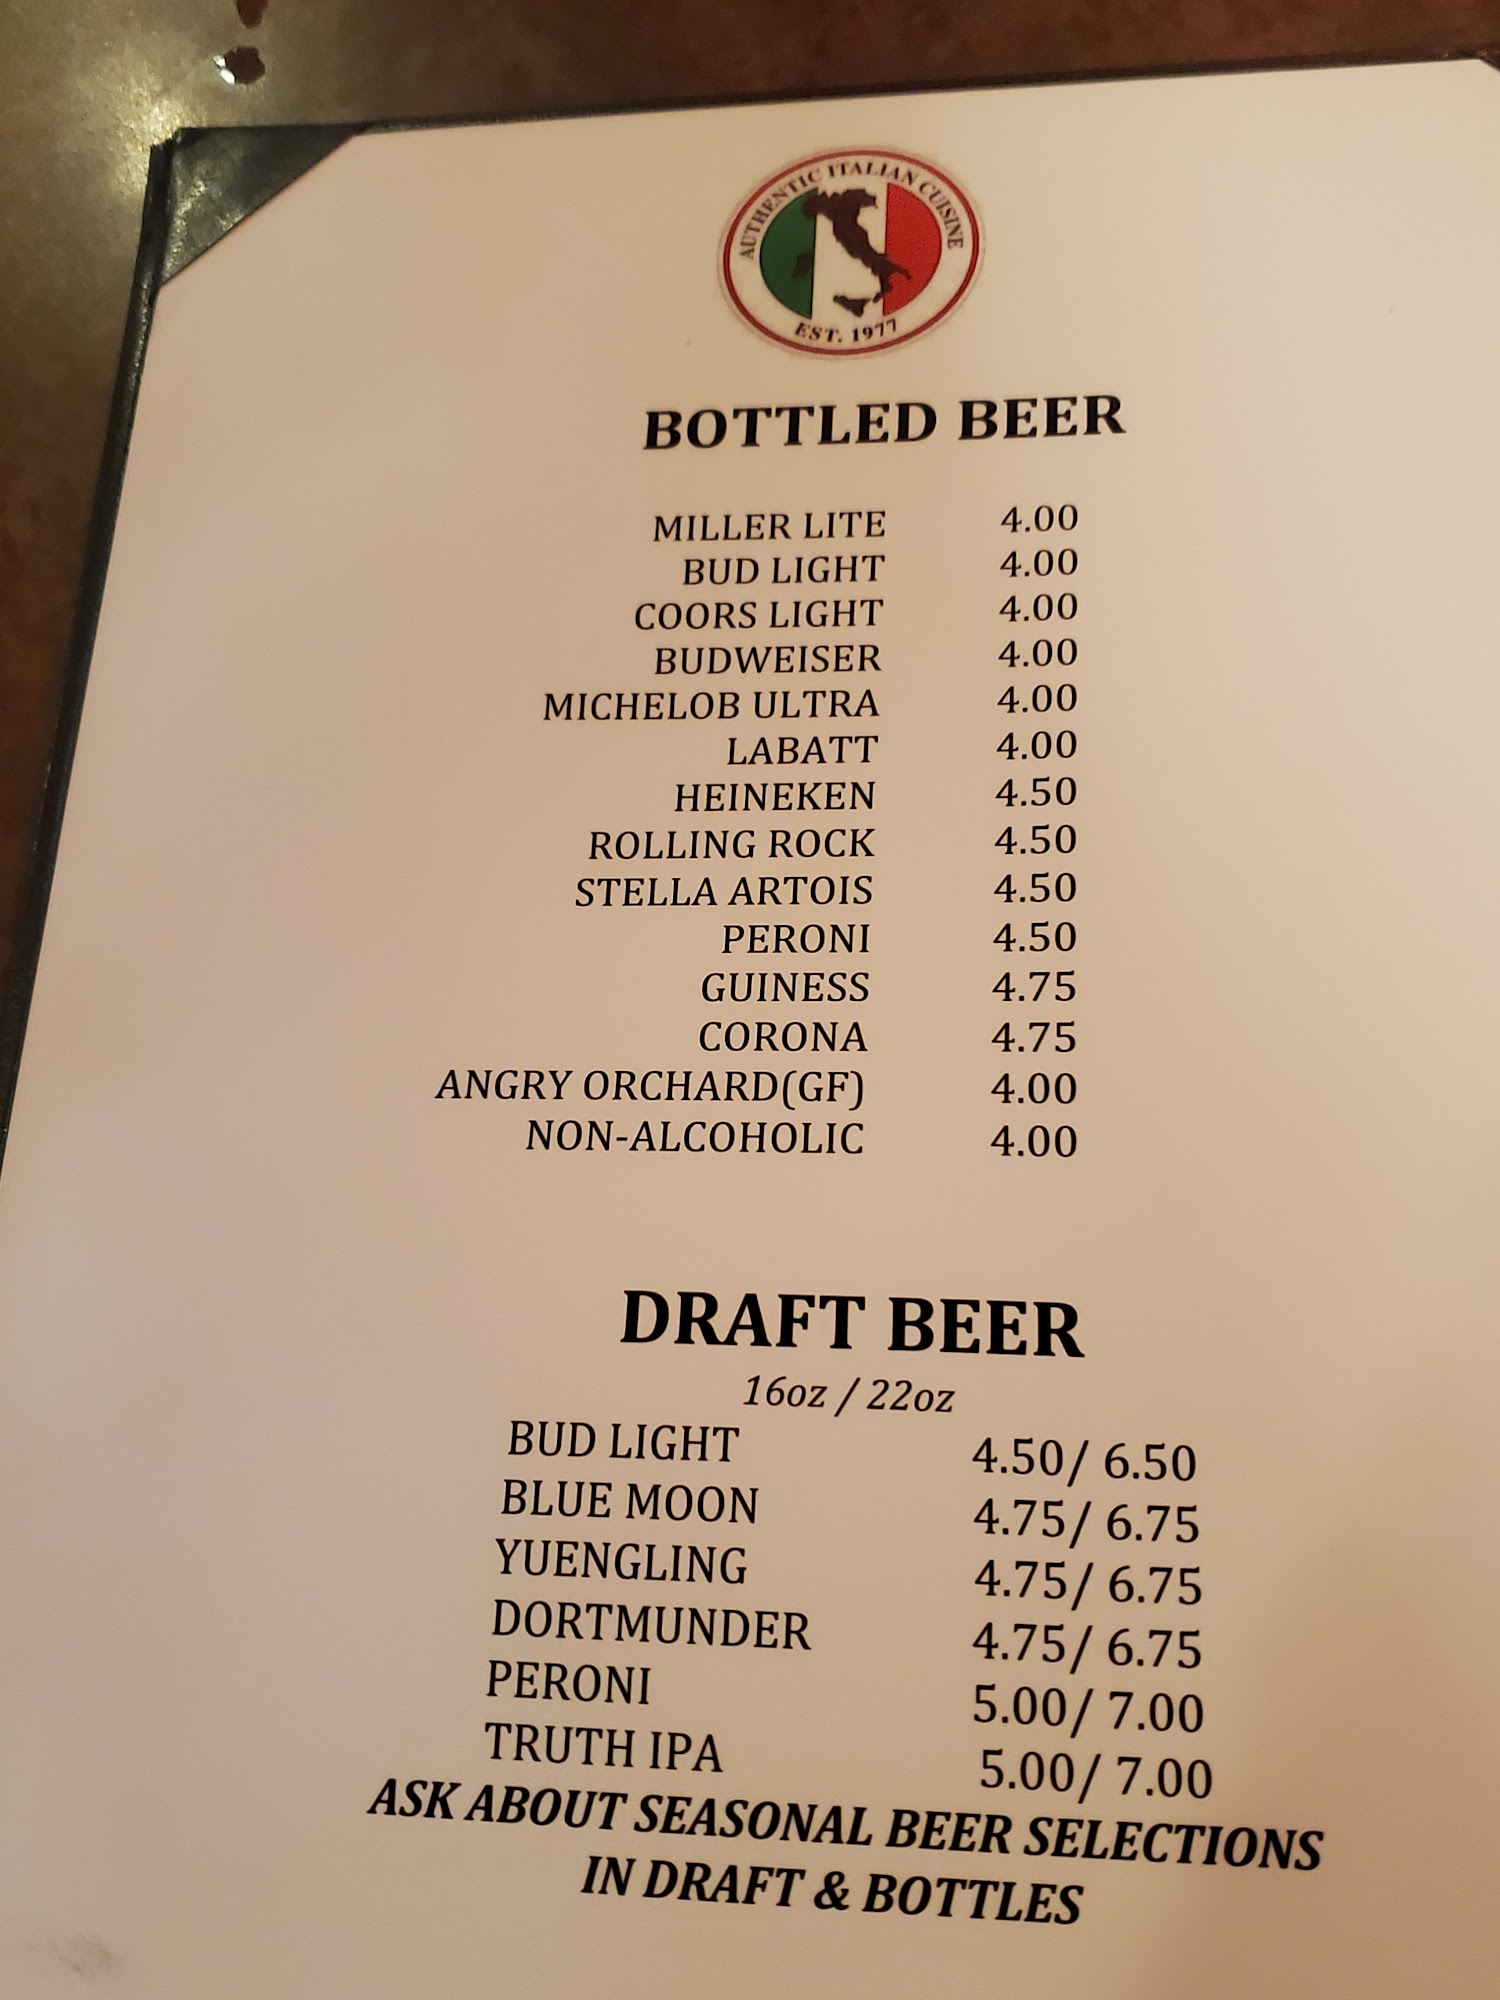 AUTHENTIC ITALIAN CUISINE
EST. 1977
BOTTLED BEER
MILLER LITE 4.00
BUD LIGHT 4.00
COORS LIGHT 4.00
BUDWEISER 4.00
MICHELOB ULTRA 4.00
LABATT 4.00
HEINEKEN 4.50
ROLLING ROCK 4.50
STELLA ARTOIS 4.50
PERONI 4.50
GUINESS 4.75
CORONA 4.75
ANGRY ORCHARD(GF) 4.00
NON-ALCOHOLIC 4.00
DRAFT BEER
16oz / 22oz
BUD LIGHT 4.50/ 6.50
BLUE MOON 4.75/ 6.75
YUENGLING 4.75/ 6.75
DORTMUNDER 4.75/ 6.75
PERONI 5.00/ 7.00
TRUTH IPA 5.00/ 7.00
ASK ABOUT SEASONAL BEER SELECTIONS
IN DRAFT & BOTTLES